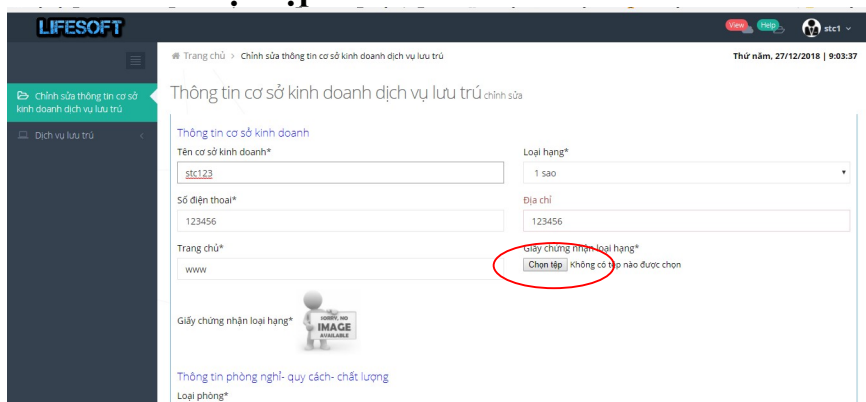 LIFESOFT
View Help stc1
Trang chủ > Chỉnh sửa thông tin cơ sở kinh doanh dịch vụ lưu trú
Thứ năm, 27/12/2018 | 9:03:37
Chỉnh sửa thông tin cơ sở
kinh doanh dịch vụ lưu trú
Dịch vụ lưu trú
Thông tin cơ sở kinh doanh dịch vụ lưu trú chỉnh sửa
Thông tin cơ sở kinh doanh
Tên cơ sở kinh doanh* Loại hạng*
stc123 1 sao
Số điện thoai* Địa chỉ
123456 123456
Trang chủ* Giấy chứng nhận loại hạng*
www Chọn tệp Không có tệp nào được chọn
Giấy chứng nhận loại hạng*
SORRY, NO
IMAGE
AVAILABLE
Thông tin phòng nghỉ- quy cách- chất lượng
Loại phòng*